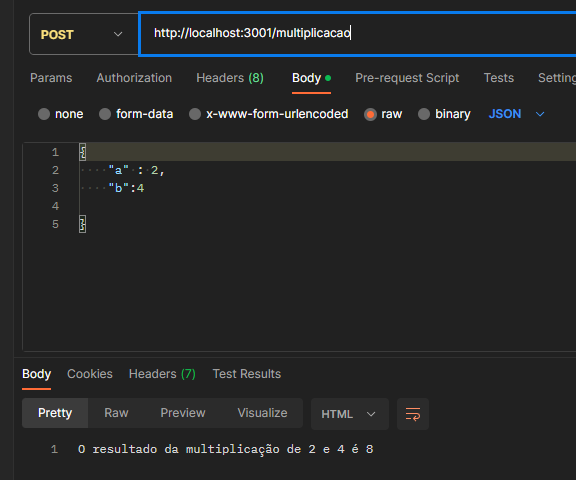 POST http://localhost:3001/multiplicacao
Params Authorization Headers (8) Body Pre-request Script Tests Setting
none form-data x-www-form-urlencoded raw binary JSON
1 {
2 "a" : 2,
3 "b":4
4
5 }
Body Cookies Headers (7) Test Results
Pretty Raw Preview Visualize HTML
1 O resultado da multiplicação de 2 e 4 é 8